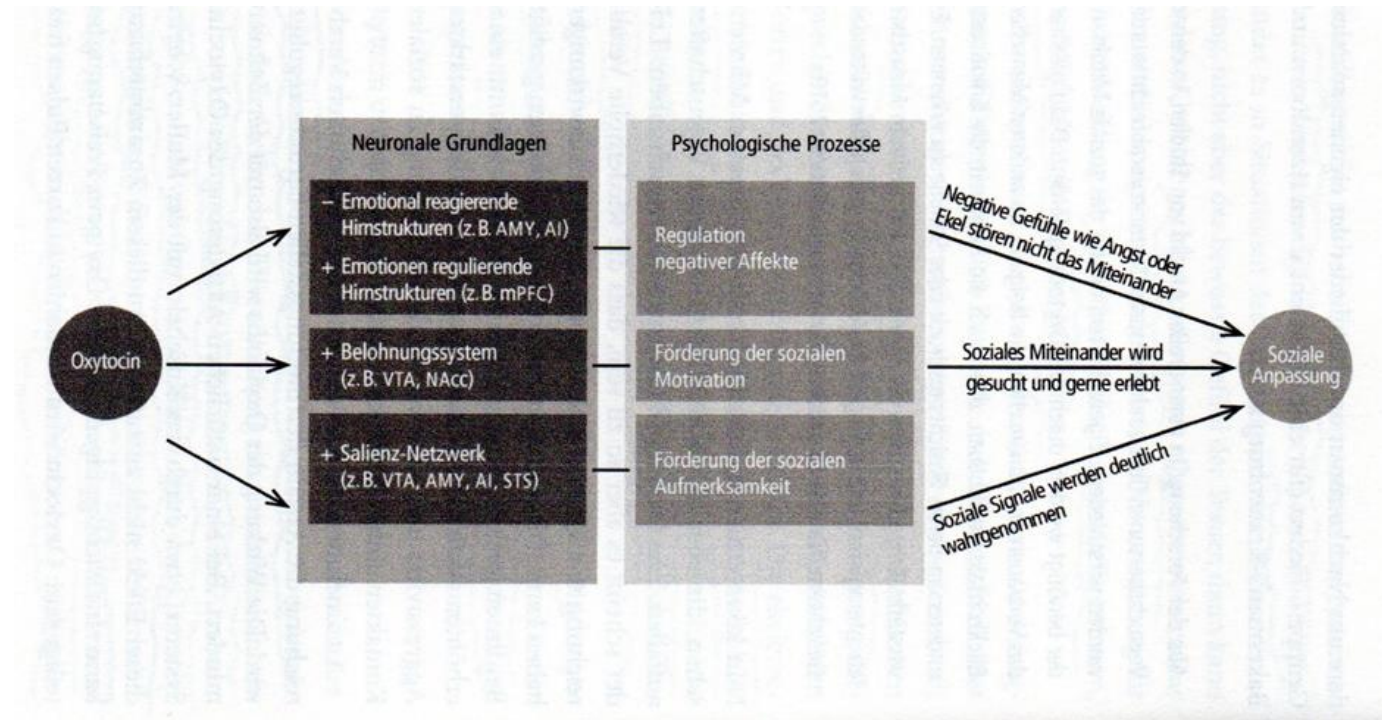 Neuronale Grundlagen
Psychologische Prozesse
– Emotional reagierende
Hirnstrukturen (z. B. AMY, AI)
+ Emotionen regulierende
Hirnstrukturen (z. B. mPFC)
Regulation
negativer Affekte
Negative Gefühle wie Angst oder
Ekel stören nicht das Miteinander
Oxytocin
+ Belohnungssystem
(z. B. VTA, NAcc)
Förderung der sozialen
Motivation
Soziales Miteinander wird
gesucht und gerne erlebt
Soziale
Anpassung
+ Salienz-Netzwerk
(z. B. VTA, AMY, AI, STS)
Förderung der sozialen
Aufmerksamkeit
Soziale Signale werden deutlich
wahrgenommen